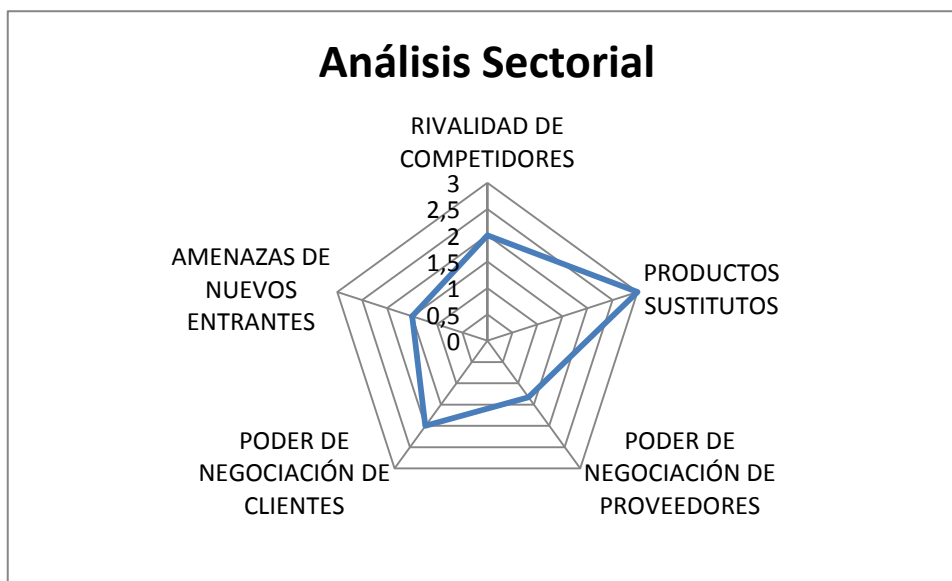 Análisis Sectorial
RIVALIDAD DE
COMPETIDORES
3
2,5
2
1,5
1
0,5
0
PRODUCTOS
SUSTITUTOS
PODER DE
NEGOCIACIÓN DE
PROVEEDORES
PODER DE
NEGOCIACIÓN DE
CLIENTES
AMENAZAS DE
NUEVOS
ENTRANTES